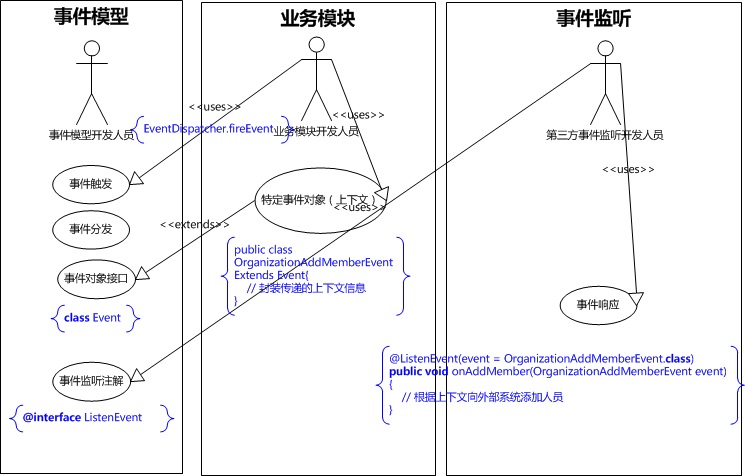 事件模型
业务模块
事件监听
<<uses>>
<<uses>>
事件模型开发人员
EventDispatcher.fireEvent
业务模块开发人员
第三方事件监听开发人员
<<uses>>
事件触发
特定事件对象（上下文）
<<uses>>
事件分发
<<extends>>
public class
OrganizationAddMemberEvent
Extends Event{
// 封装传递的上下文信息
}
事件对象接口
class Event
事件响应
事件监听注解
@interface ListenEvent
@ListenEvent(event = OrganizationAddMemberEvent.class)
public void onAddMember(OrganizationAddMemberEvent event)
{
// 根据上下文向外部系统添加人员
}